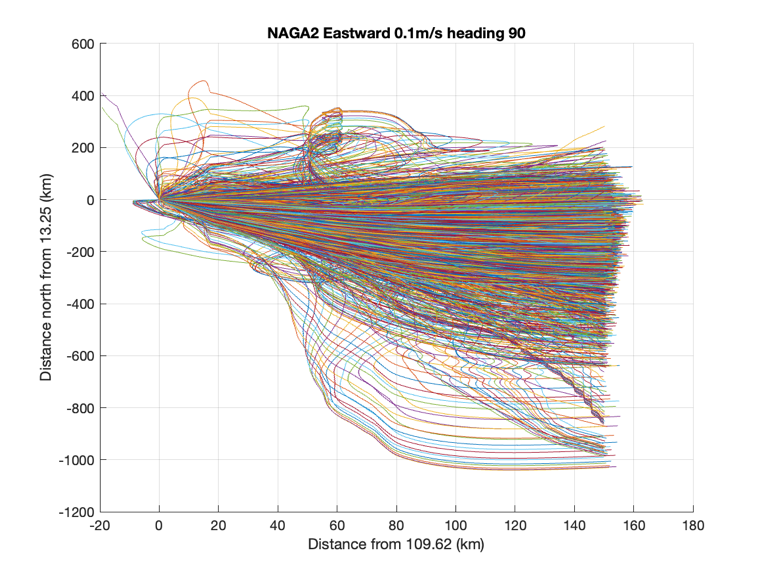 NAGA2 Eastward 0.1m/s heading 90
600
400
200
0
-200
-400
-600
-800
-1000
-1200
Distance north from 13.25 (km)
-20 0 20 40 60 80 100 120 140 160 180
Distance from 109.62 (km)